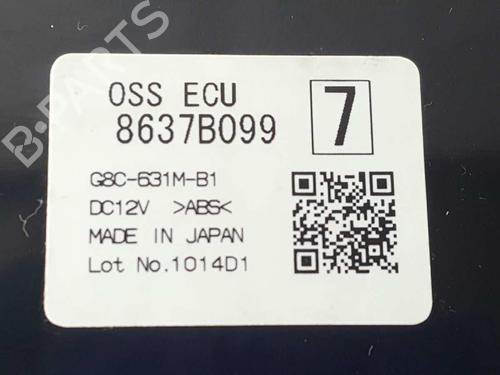 B-PARTS
OSS ECU
8637B099
7
G8C-631M-B1
DC12V >ABS<
MADE IN JAPAN
Lot No.1014D1